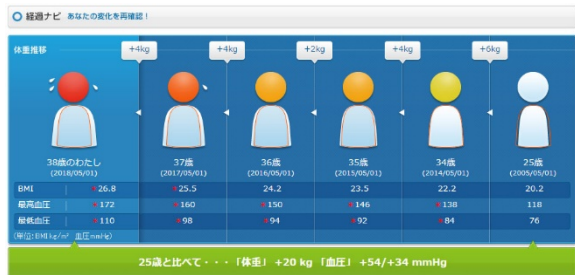 経過ナビ あなたの変化を再確認！
体重推移
+4kg +4kg +2kg +4kg +6kg
38歳のわたし 37歳 36歳 35歳 34歳 25歳
(2018/05/01) (2017/05/01) (2016/05/01) (2015/05/01) (2014/05/01) (2005/05/01)
BMI 26.8 25.5 24.2 23.5 22.2 20.2
最高血圧 172 160 150 146 138 118
最低血圧 110 98 94 92 84 76
(単位:BMI kg/m² 血圧mmHg)
25歳と比べて・・・「体重」+20 kg 「血圧」+54/+34 mmHg